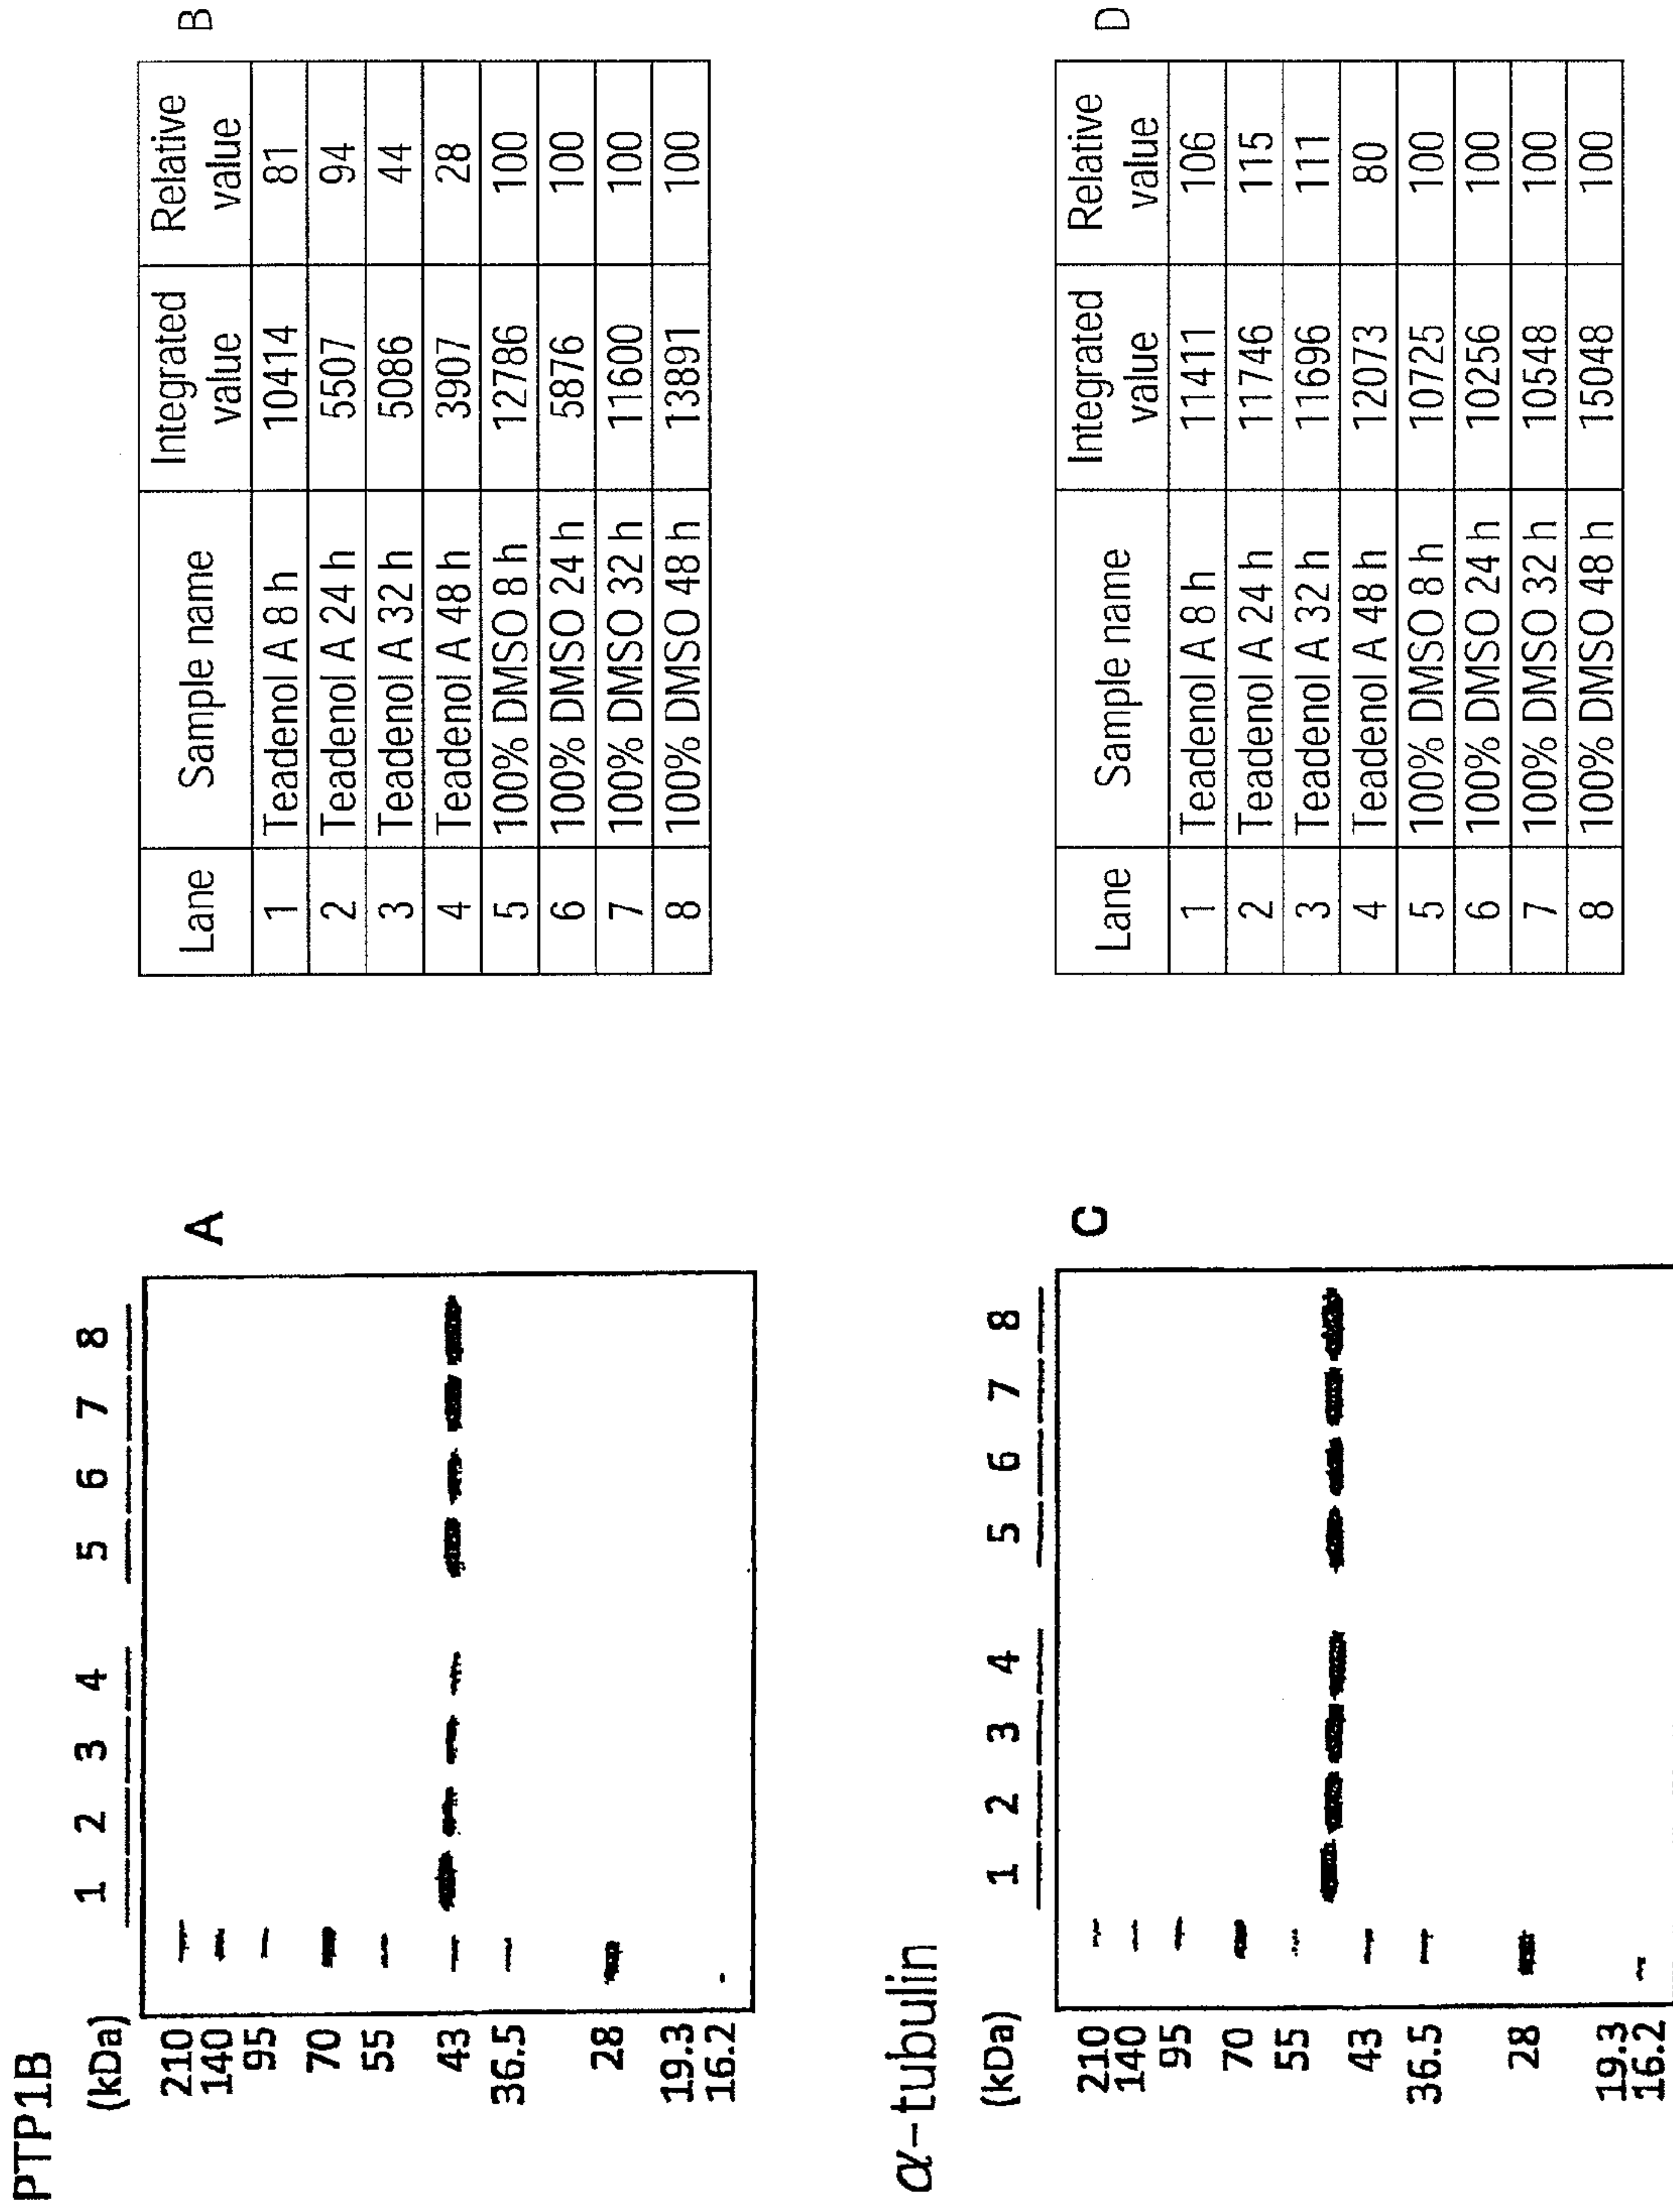 PTP1B
(kDa) 1 2 3 4 5 6 7 8
210
140
95
70
55
43
36.5
28
19.3
16.2
A
B
Lane Sample name Integrated value Relative value
1 Teadenol A 8 h 10414 81
2 Teadenol A 24 h 5507 94
3 Teadenol A 32 h 5086 44
4 Teadenol A 48 h 3907 28
5 100% DMSO 8 h 12786 100
6 100% DMSO 24 h 5876 100
7 100% DMSO 32 h 11600 100
8 100% DMSO 48 h 13891 100
α-tubulin
(kDa) 1 2 3 4 5 6 7 8
210
140
95
70
55
43
36.5
28
19.3
16.2
C
D
Lane Sample name Integrated value Relative value
1 Teadenol A 8 h 11411 106
2 Teadenol A 24 h 11746 115
3 Teadenol A 32 h 11696 111
4 Teadenol A 48 h 12073 80
5 100% DMSO 8 h 10725 100
6 100% DMSO 24 h 10256 100
7 100% DMSO 32 h 10548 100
8 100% DMSO 48 h 15048 100